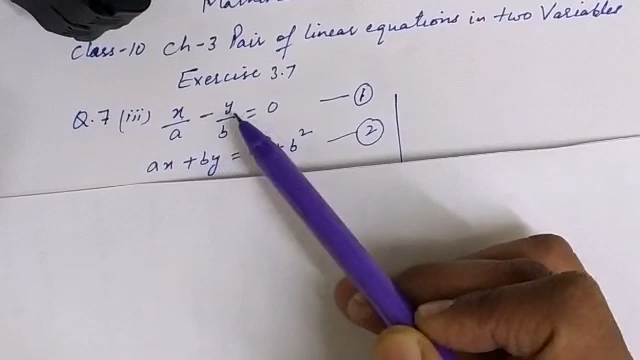 Class-10 Ch-3 Pair of linear equations in two Variables
Exercise 3.7
Q.7 (iii) x/a - y/b = 0 — ①
ax + by = + b² — ②